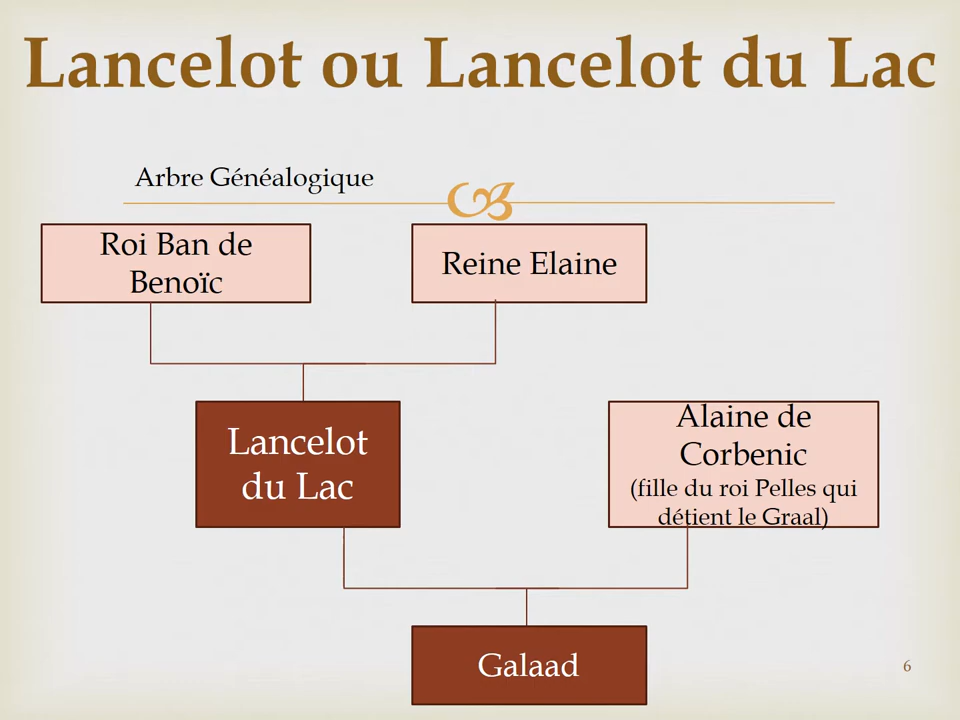 Lancelot ou Lancelot du Lac
Arbre Généalogique
Roi Ban de
Benoïc
Reine Elaine
Lancelot
du Lac
Alaine de
Corbenic
(fille du roi Pelles qui
détient le Graal)
Galaad
6